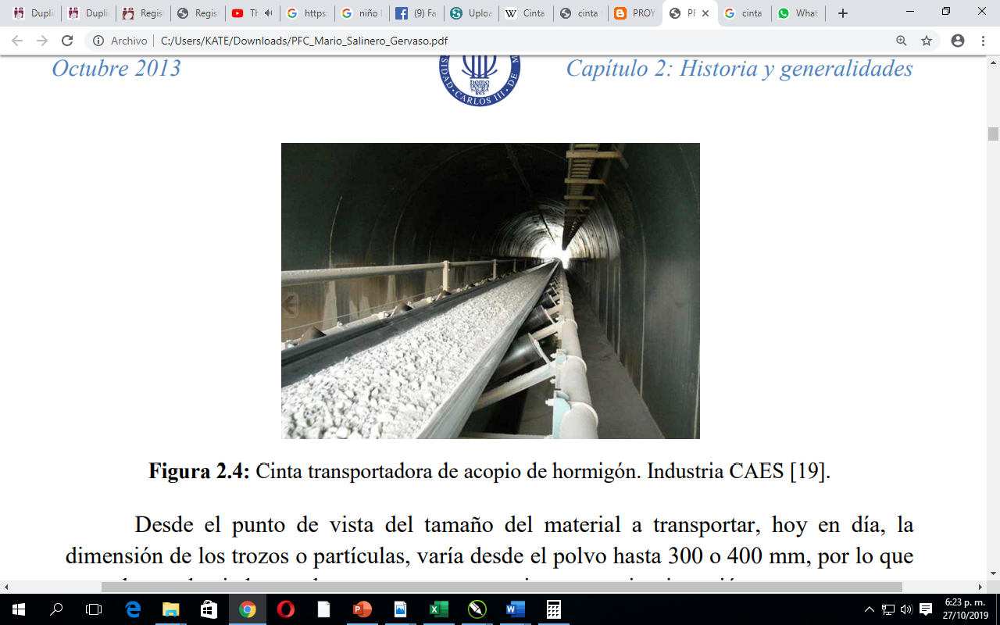 Dupli
Dupli
Regis
Regis
Th
https:
niño l
(9) Fa
Uploa
Cinta
cinta
PROY
PF
cinta
What
Archivo
C:/Users/KATE/Downloads/PFC_Mario_Salinero_Gervaso.pdf
Octubre 2013
Capítulo 2: Historia y generalidades
SIDAD · CARLOS III · DE M
Figura 2.4: Cinta transportadora de acopio de hormigón. Industria CAES [19].
Desde el punto de vista del tamaño del material a transportar, hoy en día, la
dimensión de los trozos o partículas, varía desde el polvo hasta 300 o 400 mm, por lo que
6:23 p. m.
27/10/2019